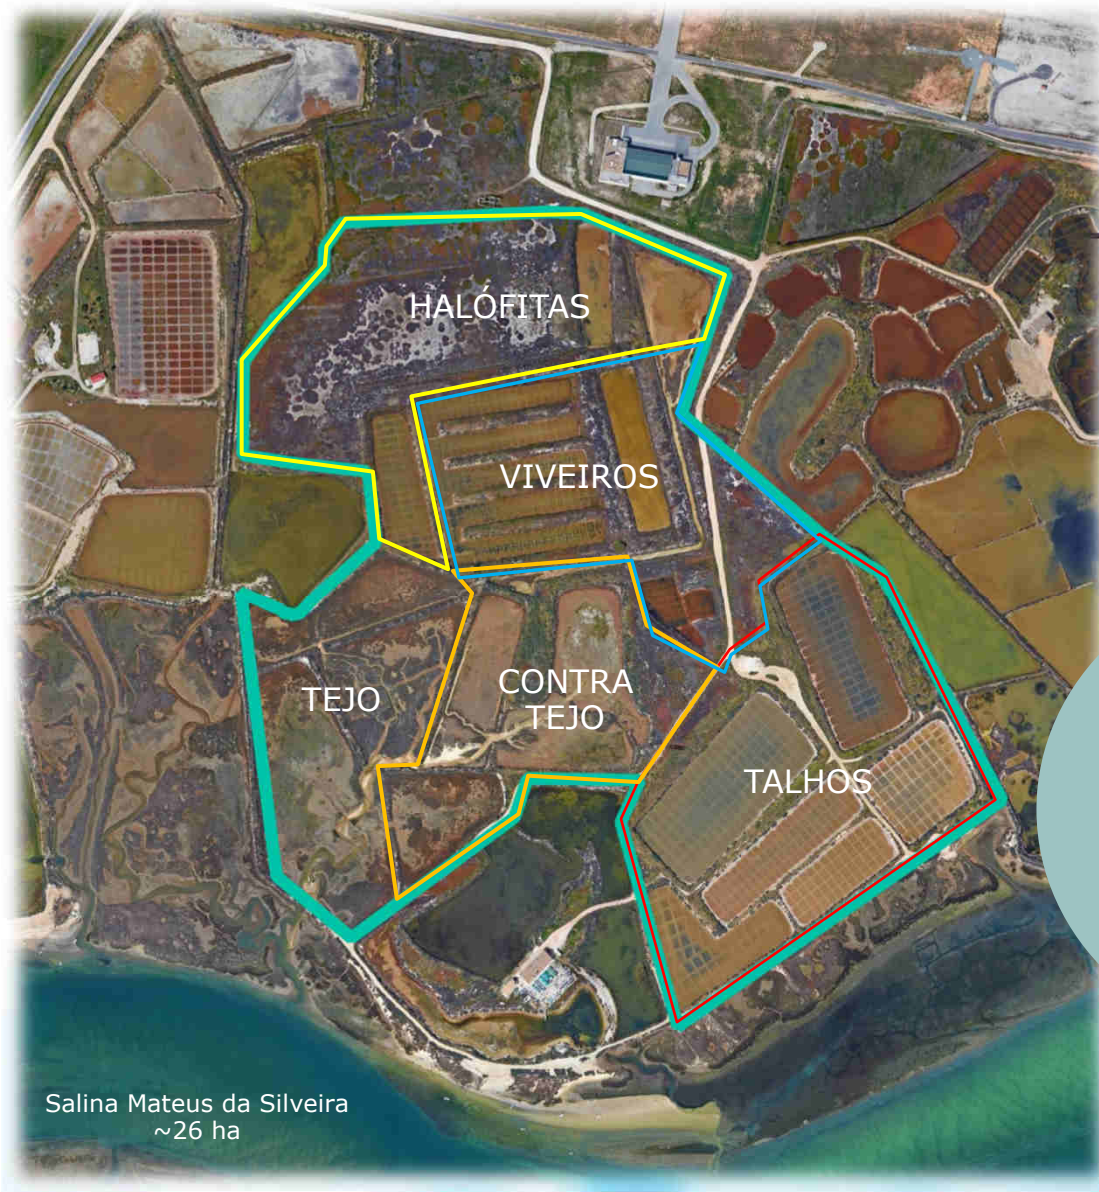 HALÓFITAS
VIVEIROS
TEJO
CONTRA
TEJO
TALHOS
Salina Mateus da Silveira
~26 ha